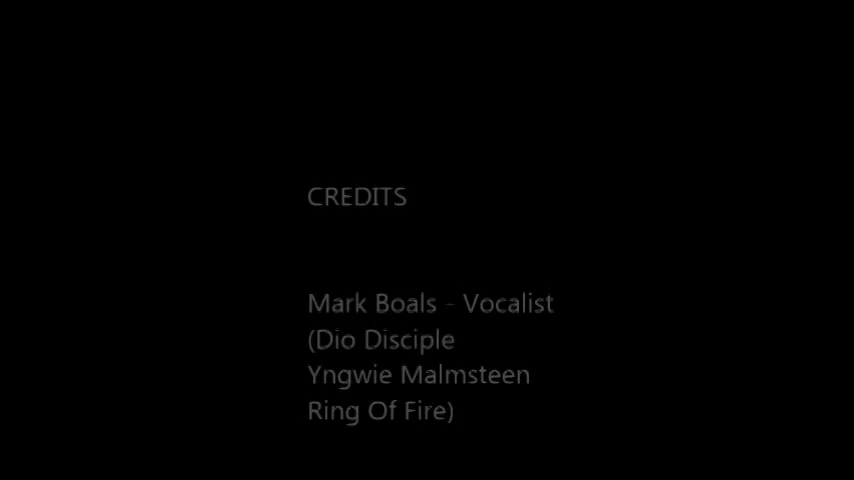 CREDITS
Mark Boals - Vocalist
(Dio Disciple
Yngwie Malmsteen
Ring Of Fire)